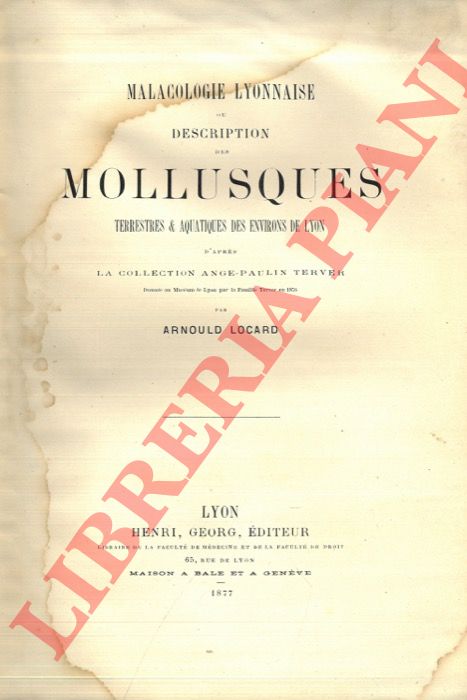 MALACOLOGIE LYONNAISE
OU
DESCRIPTION
DES
MOLLUSQUES
TERRESTRES & AQUATIQUES DES ENVIRONS DE LYON
D'APRÈS
LA COLLECTION ANGE-PAULIN TERVER
Donnée au Muséum de Lyon par la Famille Terver en 1876
PAR
ARNOULD LOCARD
LYON
HENRI, GEORG, ÉDITEUR
LIBRAIRE DE LA FACULTÉ DE MÉDECINE ET DE LA FACULTÉ DE DROIT
65, RUE DE LYON
MAISON A BALE ET A GENÈVE
1877
LIBRERIA PIANI